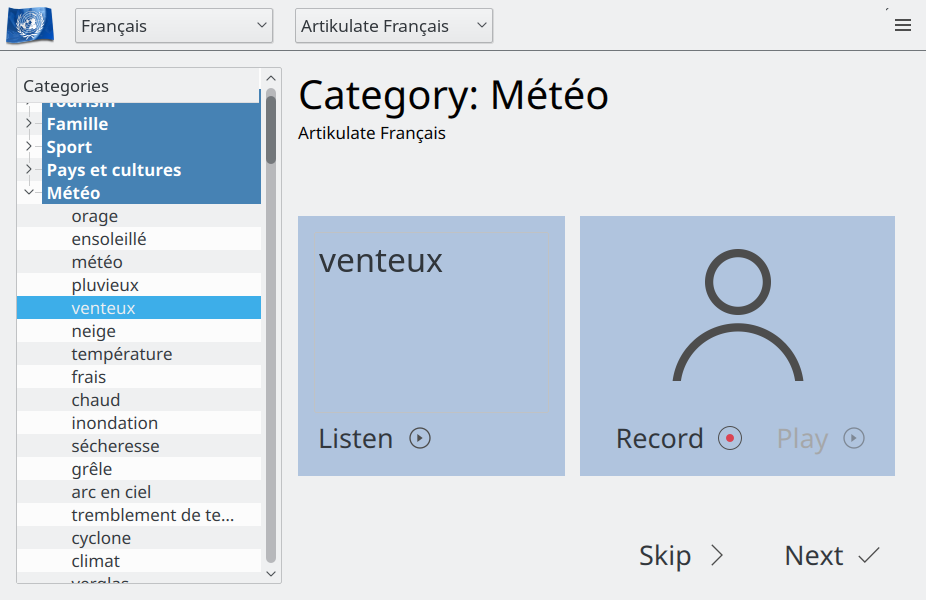 Français
Artikulate Français
Categories
Tourism
Famille
Sport
Pays et cultures
Météo
orage
ensoleillé
météo
pluvieux
venteux
neige
température
frais
chaud
inondation
sécheresse
grêle
arc en ciel
tremblement de te...
cyclone
climat
verglas
Category: Météo
Artikulate Français
venteux
Listen
Record
Play
Skip
Next